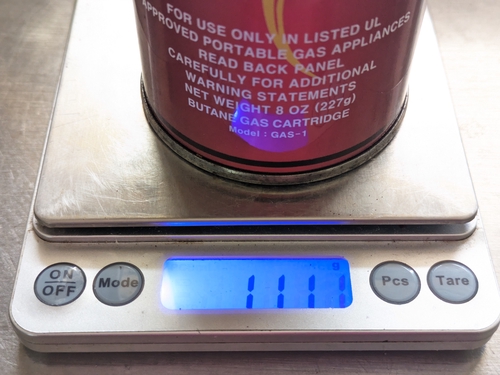 FOR USE ONLY IN LISTED UL
APPROVED PORTABLE GAS APPLIANCES
READ BACK PANEL
CAREFULLY FOR ADDITIONAL
WARNING STATEMENTS
NET WEIGHT 8 OZ (227g)
BUTANE GAS CARTRIDGE
Model : GAS-1
ON
OFF
Mode
Pcs
Tare